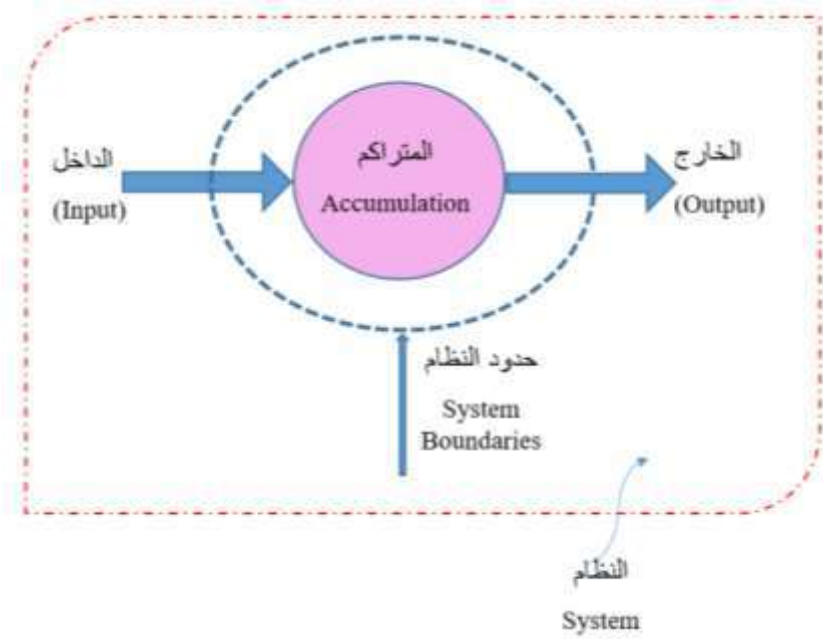 الداخل
(Input)
المتراكم
Accumulation
الخارج
(Output)
حدود النظام
System
Boundaries
النظام
System